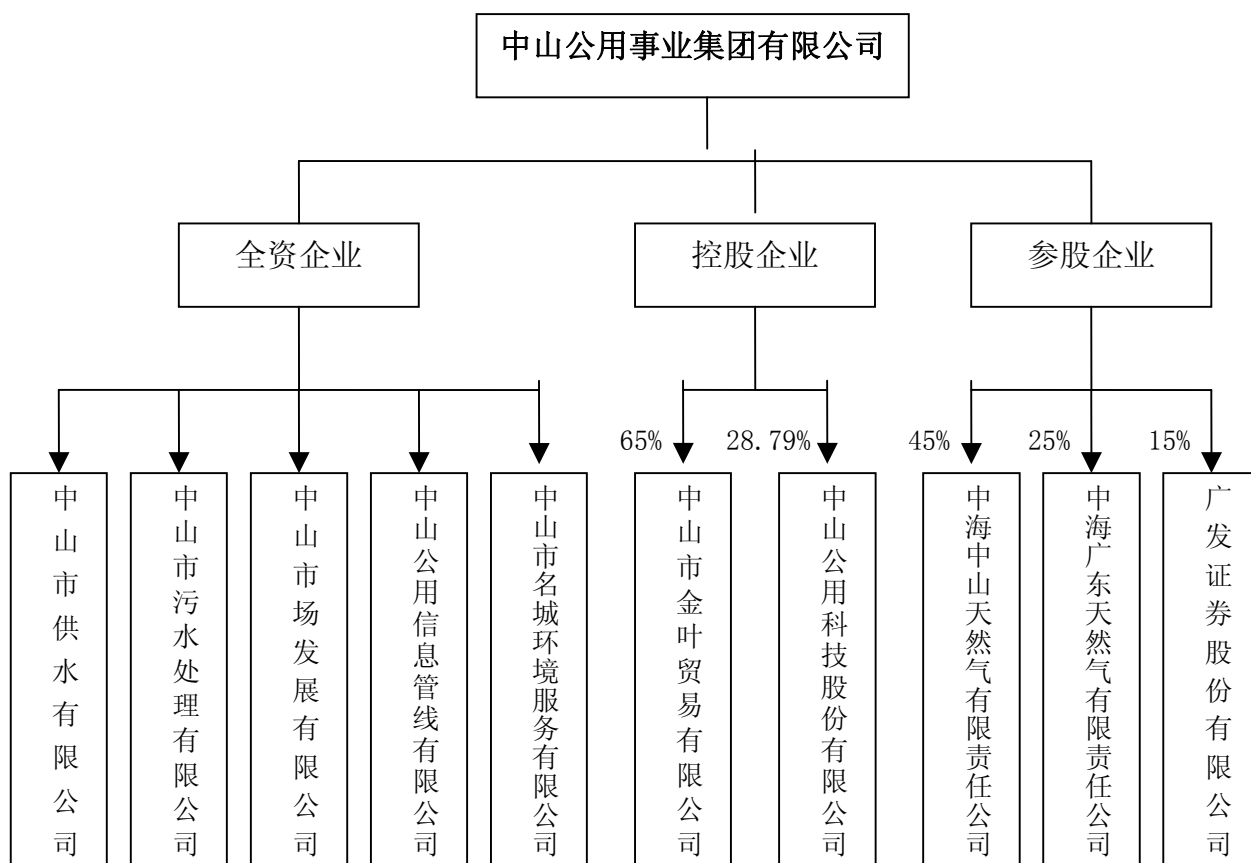 中山公用事业集团有限公司
全资企业
控股企业
参股企业
65%
28.79%
45%
25%
15%
中山市供水有限公司
中山市污水处理有限公司
中山市场发展有限公司
中山公用信息管线有限公司
中山市名城环境服务有限公司
中山市金叶贸易有限公司
中山公用科技股份有限公司
中海中山天然气有限责任公司
中海广东天然气有限责任公司
广发证券股份有限公司